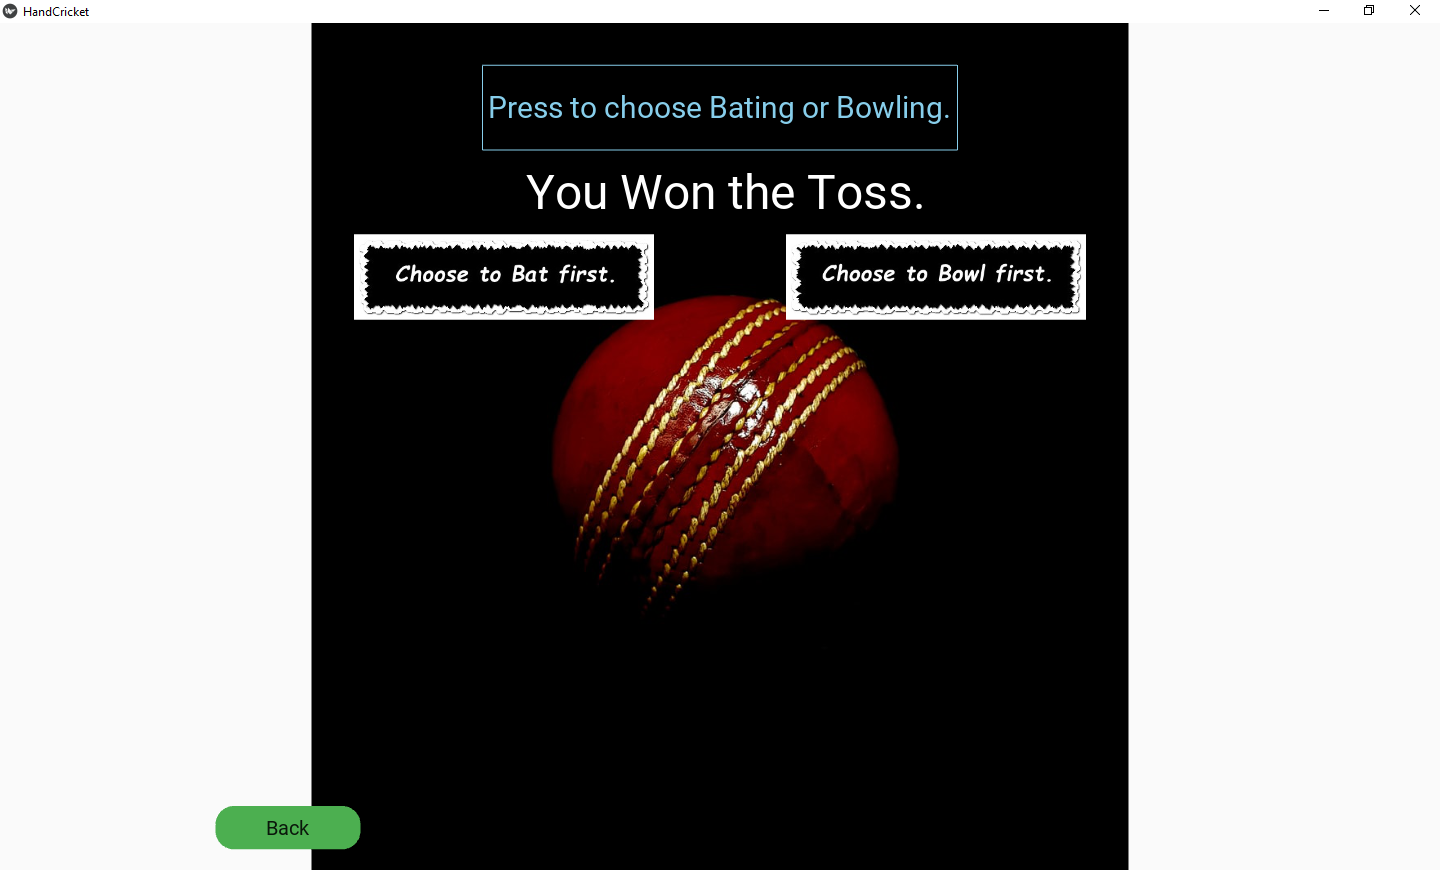 HandCricket
Press to choose Bating or Bowling.
You Won the Toss.
Choose to Bat first.
Choose to Bowl first.
Back